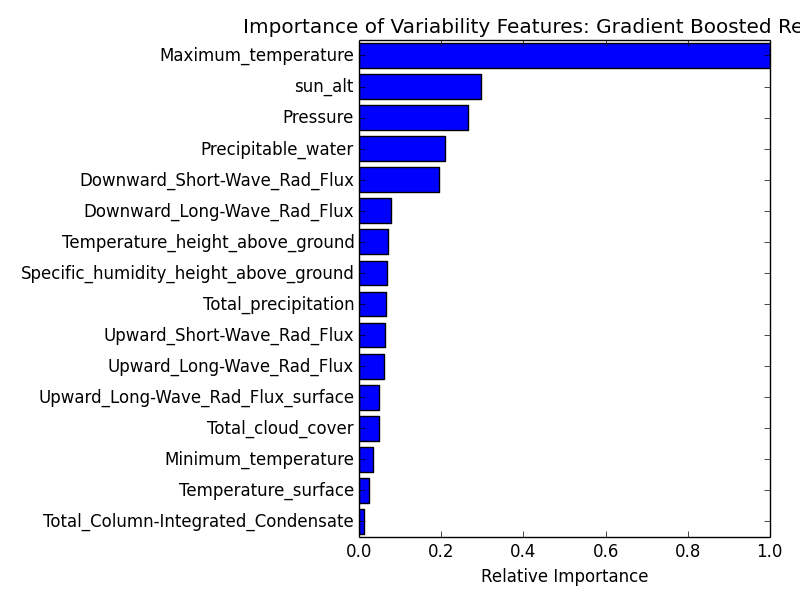 Importance of Variability Features: Gradient Boosted Re
Maximum_temperature
sun_alt
Pressure
Precipitable_water
Downward_Short-Wave_Rad_Flux
Downward_Long-Wave_Rad_Flux
Temperature_height_above_ground
Specific_humidity_height_above_ground
Total_precipitation
Upward_Short-Wave_Rad_Flux
Upward_Long-Wave_Rad_Flux
Upward_Long-Wave_Rad_Flux_surface
Total_cloud_cover
Minimum_temperature
Temperature_surface
Total_Column-Integrated_Condensate
0.0 0.2 0.4 0.6 0.8 1.0
Relative Importance